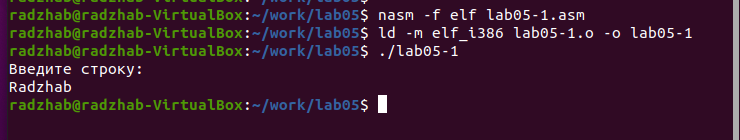 radzhab@radzhab-VirtualBox:~/work/lab05$ nasm -f elf lab05-1.asm
radzhab@radzhab-VirtualBox:~/work/lab05$ ld -m elf_i386 lab05-1.o -o lab05-1
radzhab@radzhab-VirtualBox:~/work/lab05$ ./lab05-1
Введите строку:
Radzhab
radzhab@radzhab-VirtualBox:~/work/lab05$